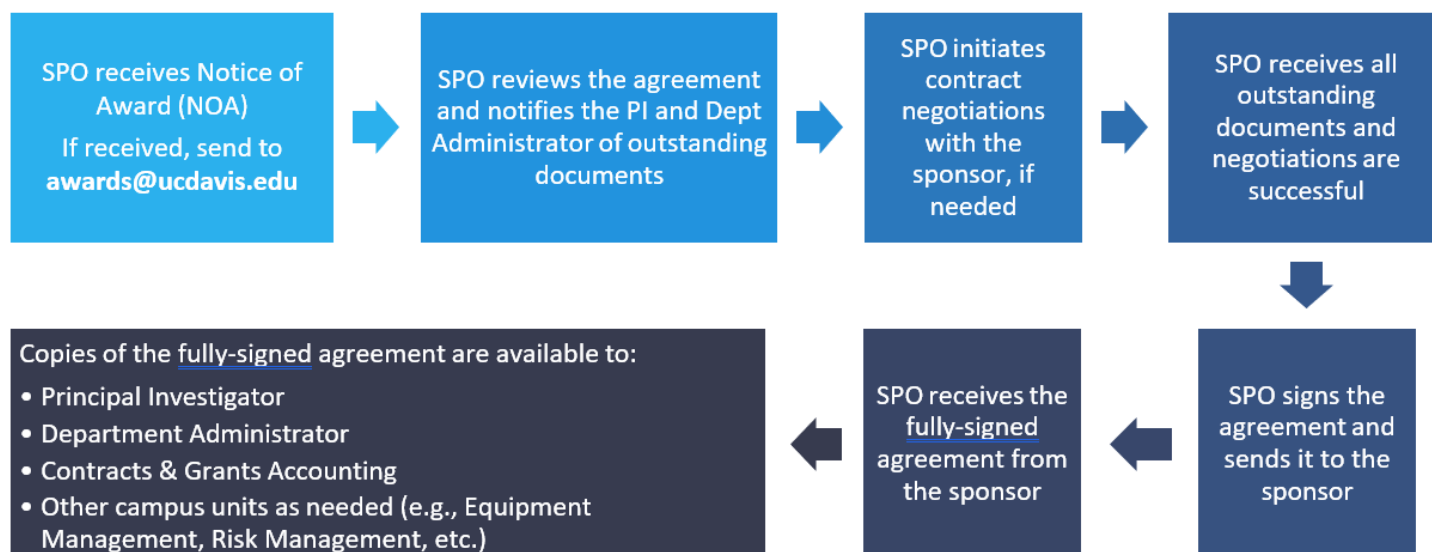 SPO receives Notice of
Award (NOA)
If received, send to
awards@ucdavis.edu
SPO reviews the agreement
and notifies the PI and Dept
Administrator of outstanding
documents
SPO initiates
contract
negotiations
with the
sponsor, if
needed
SPO receives all
outstanding
documents and
negotiations are
successful
SPO signs the
agreement and
sends it to the
sponsor
SPO receives the
fully-signed
agreement from
the sponsor
Copies of the fully-signed agreement are available to:
• Principal Investigator
• Department Administrator
• Contracts & Grants Accounting
• Other campus units as needed (e.g., Equipment
Management, Risk Management, etc.)